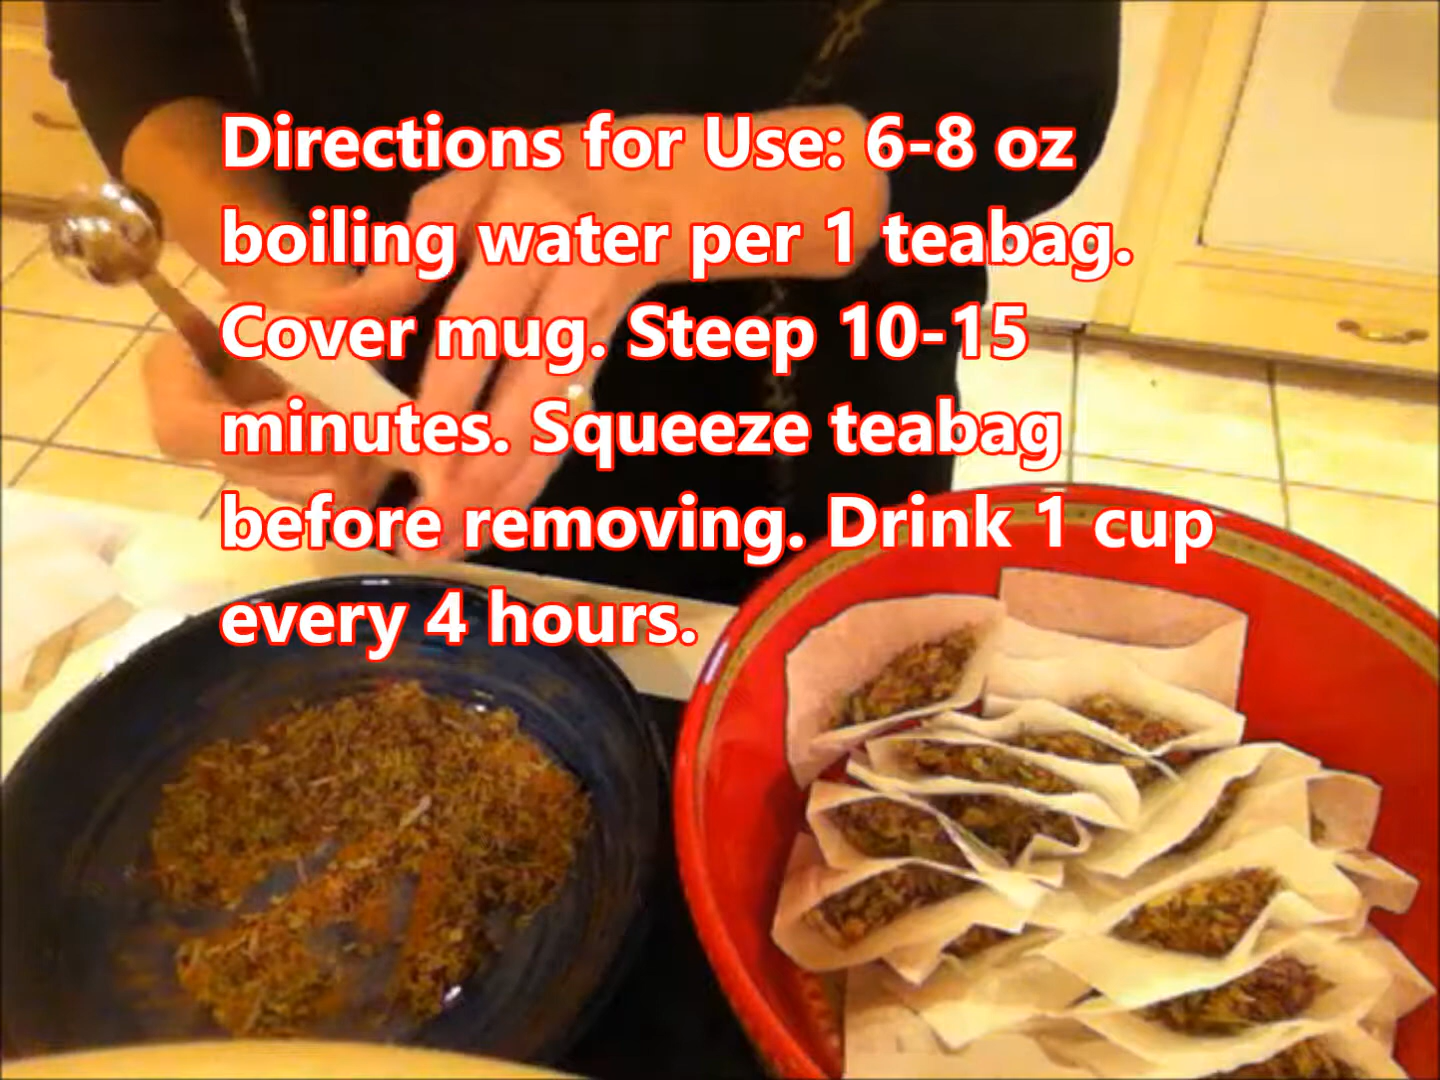 Directions for Use: 6-8 oz
boiling water per 1 teabag.
Cover mug. Steep 10-15
minutes. Squeeze teabag
before removing. Drink 1 cup
every 4 hours.